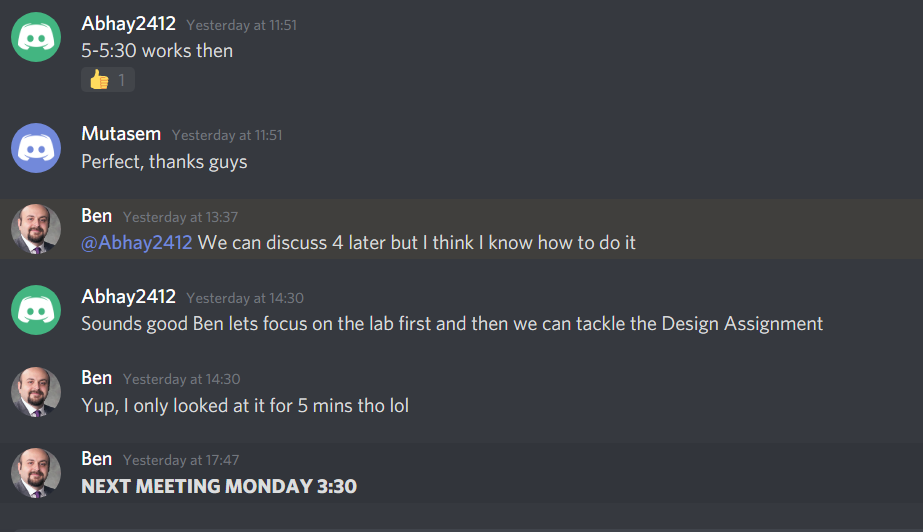 Abhay2412 Yesterday at 11:51
5-5:30 works then
👍 1
Mutasem Yesterday at 11:51
Perfect, thanks guys
Ben Yesterday at 13:37
@Abhay2412 We can discuss 4 later but I think I know how to do it
Abhay2412 Yesterday at 14:30
Sounds good Ben lets focus on the lab first and then we can tackle the Design Assignment
Ben Yesterday at 14:30
Yup, I only looked at it for 5 mins tho lol
Ben Yesterday at 17:47
NEXT MEETING MONDAY 3:30